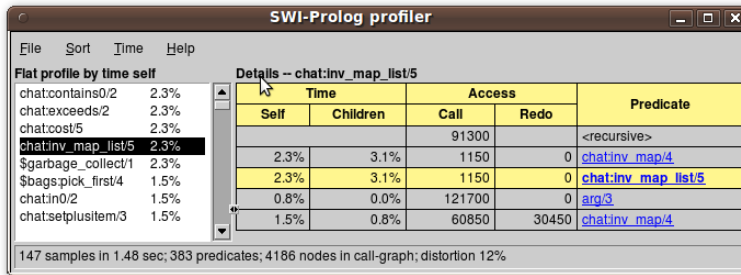 SWI-Prolog profiler
File Sort Time Help
Flat profile by time self
chat:contains0/2 2.3%
chat:exceeds/2 2.3%
chat:cost/5 2.3%
chat:inv_map_list/5 2.3%
$garbage_collect/1 2.3%
$bags:pick_first/4 1.5%
chat:in0/2 1.5%
chat:setplusitem/3 1.5%
Details -- chat:inv_map_list/5
Time Access Predicate
Self Children Call Redo
91300 <recursive>
2.3% 3.1% 1150 0 chat:inv_map/4
2.3% 3.1% 1150 0 chat:inv_map_list/5
0.8% 0.0% 121700 0 arg/3
1.5% 0.8% 60850 30450 chat:inv_map/4
147 samples in 1.48 sec; 383 predicates; 4186 nodes in call-graph; distortion 12%